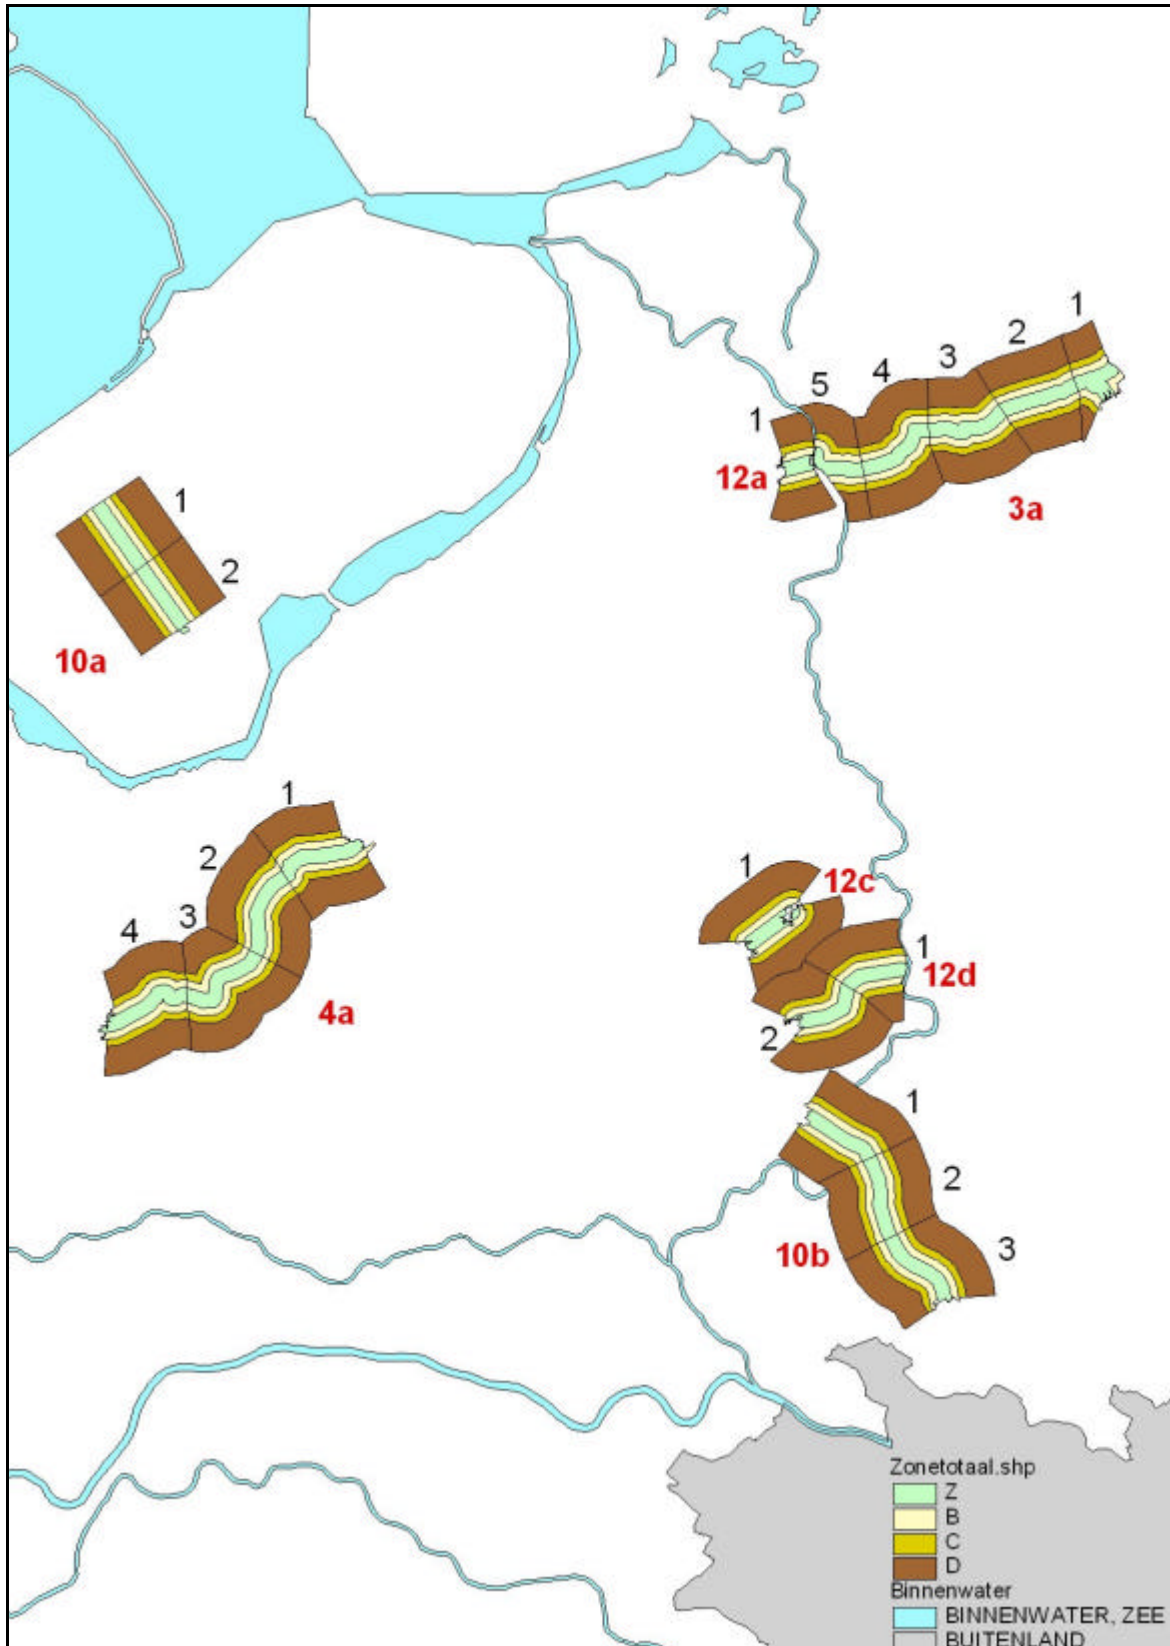 1
2
3
4
5
1
12a
3a
1
2
10a
1
2
3
4
4a
1
12c
1
12d
2
1
2
3
10b
Zonetotaal.shp
Z
B
C
D
Binnenwater
BINNENWATER, ZEE
BUITENLAND